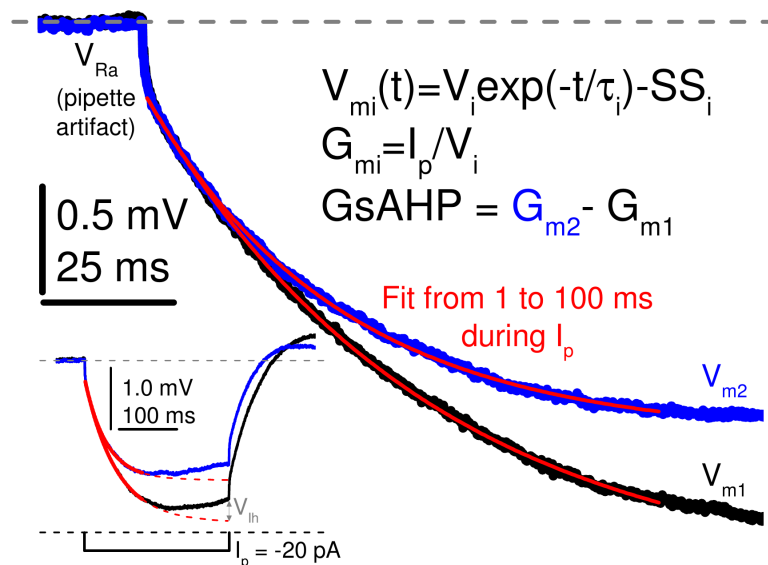 V_Ra
(pipette
artifact)
V_mi(t)=V_i exp(-t/τ_i)-SS_i
G_mi=I_p/V_i
GsAHP = G_m2- G_m1
0.5 mV
25 ms
Fit from 1 to 100 ms
during I_p
V_m2
V_m1
1.0 mV
100 ms
V_Ih
I_p = -20 pA